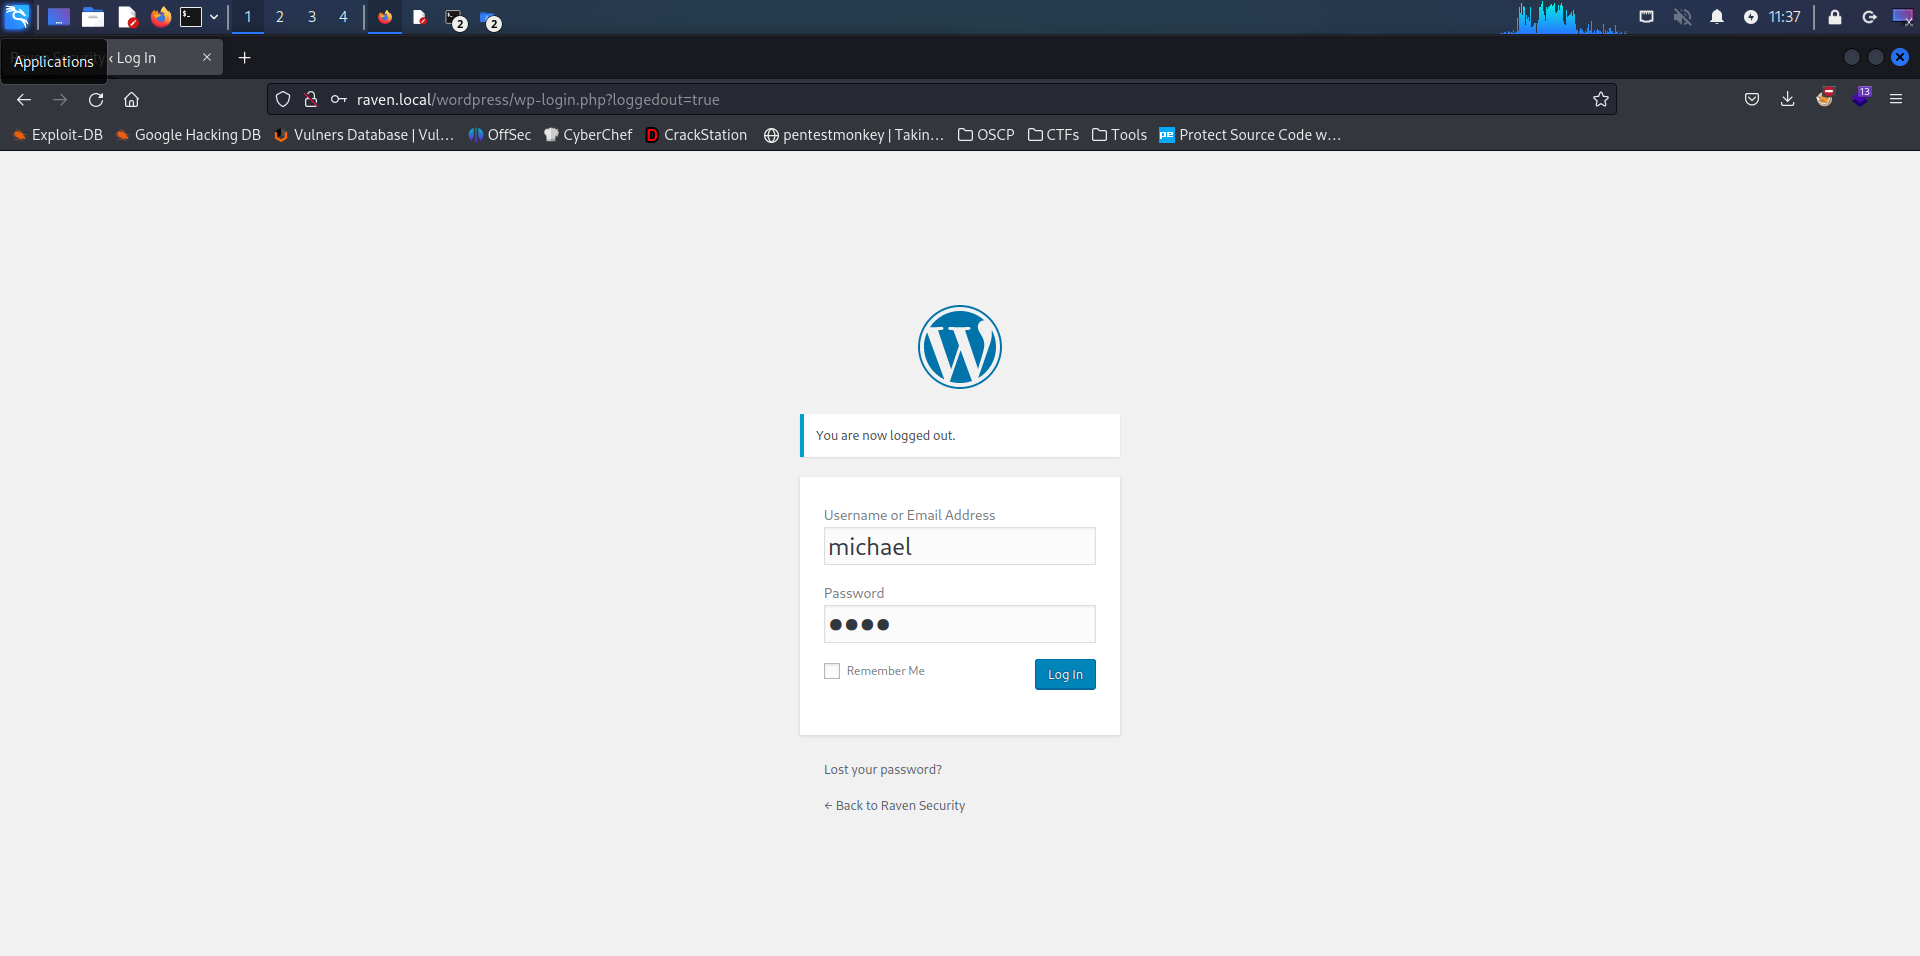 1 2 3 4 2 2 11:37
Applications ‹ Log In
raven.local/wordpress/wp-login.php?loggedout=true 13
Exploit-DB Google Hacking DB Vulners Database | Vul… OffSec CyberChef CrackStation pentestmonkey | Takin… OSCP CTFs Tools pe Protect Source Code w…
You are now logged out.
Username or Email Address
michael
Password
Remember Me Log In
Lost your password?
← Back to Raven Security